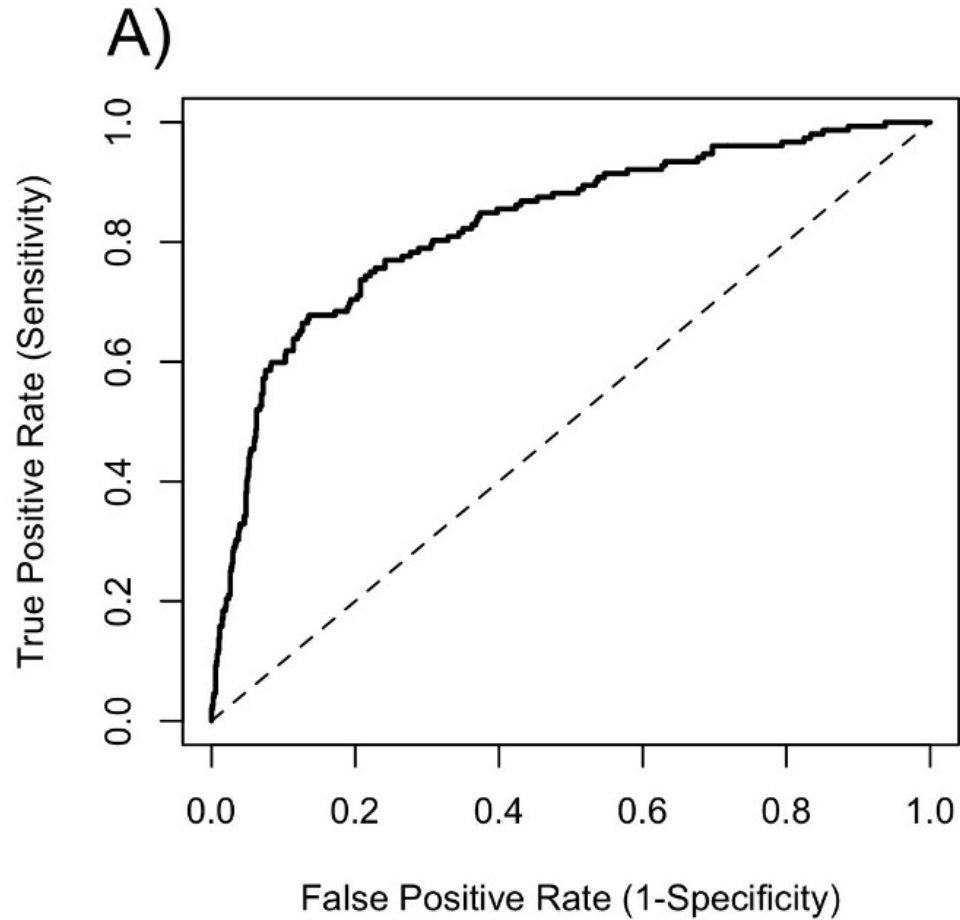 A)
True Positive Rate (Sensitivity)
1.0
0.8
0.6
0.4
0.2
0.0
0.0 0.2 0.4 0.6 0.8 1.0
False Positive Rate (1-Specificity)